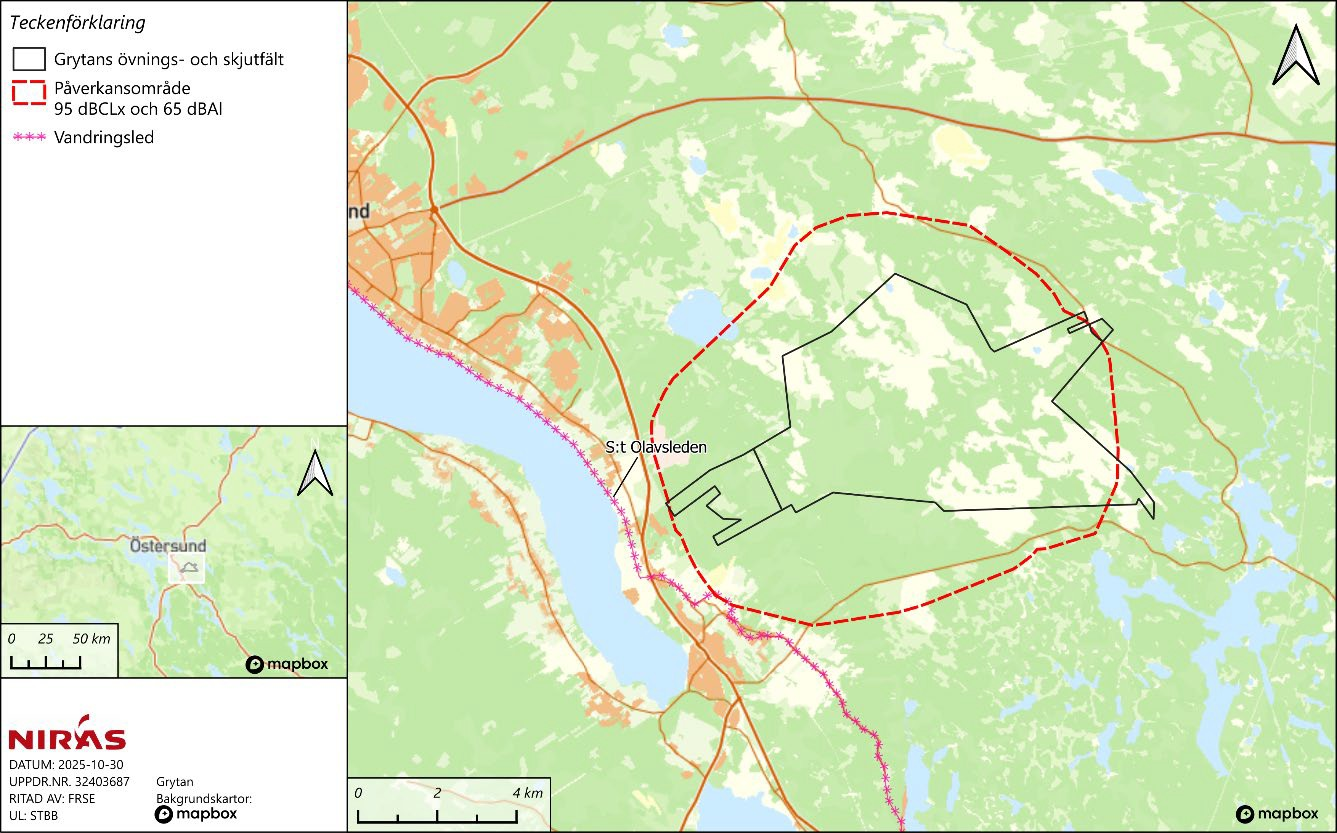 Teckenförklaring
Grytans övnings- och skjutfält
Påverkansområde
95 dBCLx och 65 dBAI
Vandringsled
nd
S:t Olavsleden
Östersund
0 25 50 km
mapbox
NIRAS
DATUM: 2025-10-30
UPPDR.NR. 32403687
RITAD AV: FRSE
UL: STBB
Grytan
Bakgrundskartor:
mapbox
0 2 4 km
mapbox